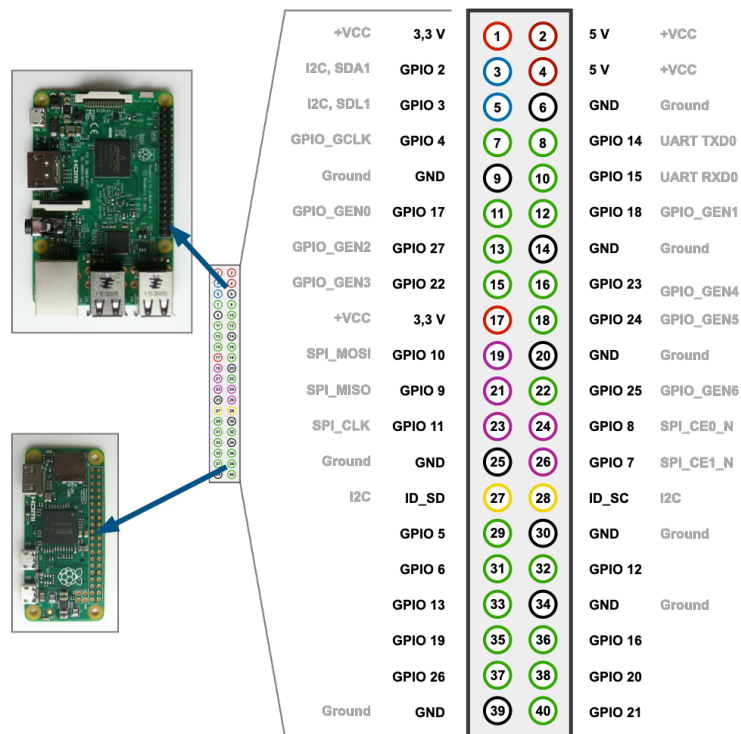 +VCC 3,3 V 1 2 5 V +VCC
I2C, SDA1 GPIO 2 3 4 5 V +VCC
I2C, SDL1 GPIO 3 5 6 GND Ground
GPIO_GCLK GPIO 4 7 8 GPIO 14 UART TXD0
Ground GND 9 10 GPIO 15 UART RXD0
GPIO_GEN0 GPIO 17 11 12 GPIO 18 GPIO_GEN1
GPIO_GEN2 GPIO 27 13 14 GND Ground
GPIO_GEN3 GPIO 22 15 16 GPIO 23 GPIO_GEN4
+VCC 3,3 V 17 18 GPIO 24 GPIO_GEN5
SPI_MOSI GPIO 10 19 20 GND Ground
SPI_MISO GPIO 9 21 22 GPIO 25 GPIO_GEN6
SPI_CLK GPIO 11 23 24 GPIO 8 SPI_CE0_N
Ground GND 25 26 GPIO 7 SPI_CE1_N
I2C ID_SD 27 28 ID_SC I2C
GPIO 5 29 30 GND Ground
GPIO 6 31 32 GPIO 12
GPIO 13 33 34 GND Ground
GPIO 19 35 36 GPIO 16
GPIO 26 37 38 GPIO 20
Ground GND 39 40 GPIO 21
HDMI
HDMI